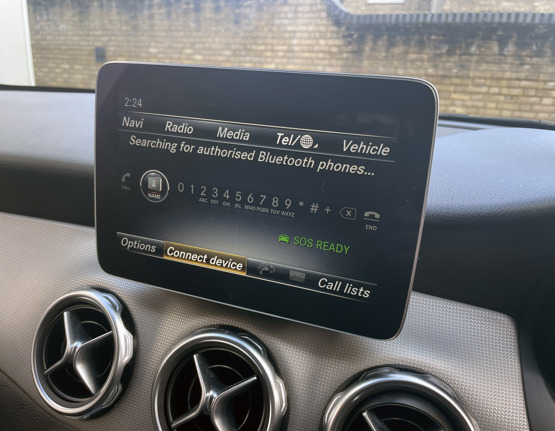 2:24
Navi Radio Media Tel/ Vehicle
Searching for authorised Bluetooth phones...
CALL NAME 0 1 2 3 4 5 6 7 8 9 * # + END
ABC DEF GHI JKL MNO PQRS TUV WXYZ
SOS READY
Options Connect device Call lists